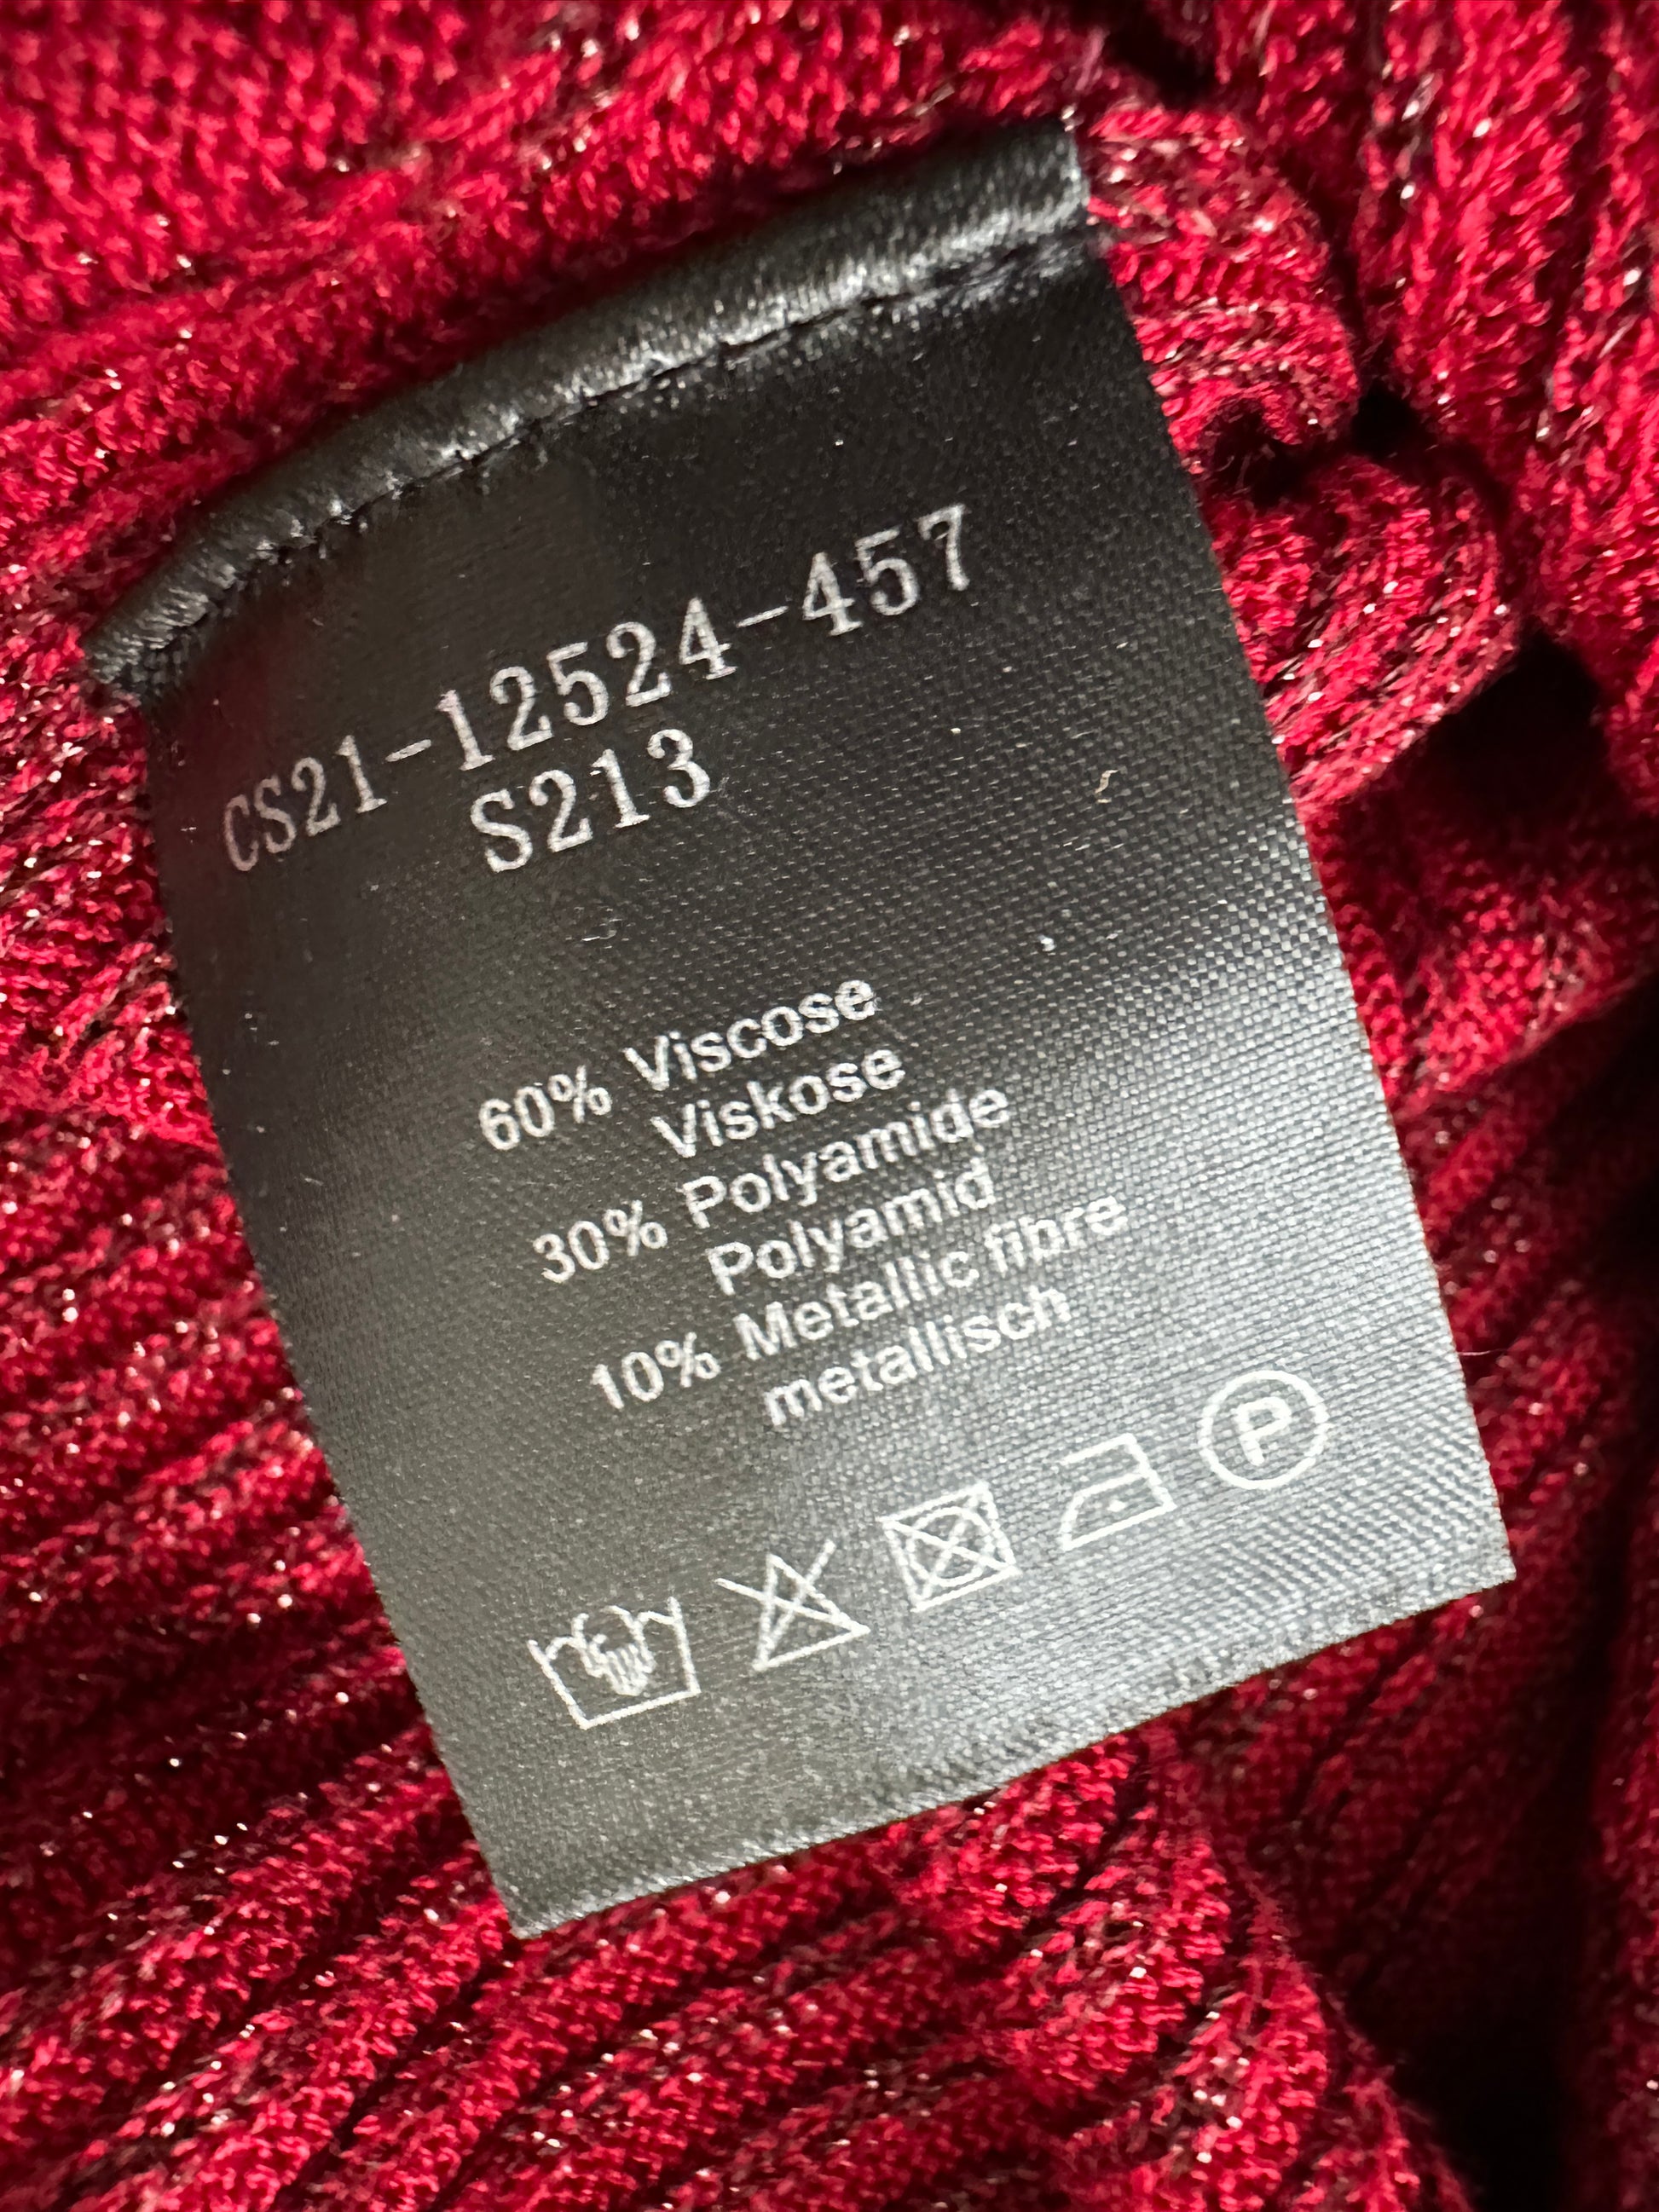 CS21-12524-457
S213
60% Viscose
Viskose
30% Polyamide
Polyamid
10% Metallic fibre
metallisch
P